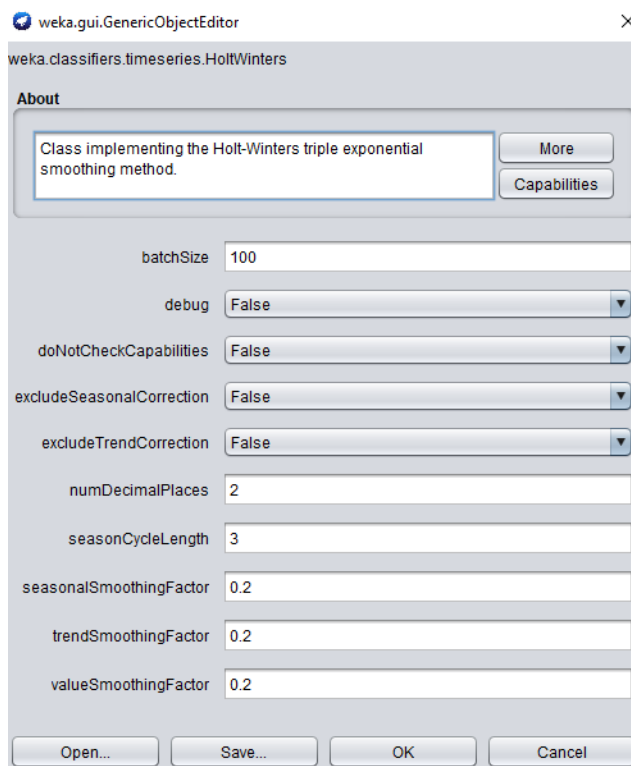 weka.gui.GenericObjectEditor
weka.classifiers.timeseries.HoltWinters
About
Class implementing the Holt-Winters triple exponential
smoothing method.
More
Capabilities
batchSize 100
debug False
doNotCheckCapabilities False
excludeSeasonalCorrection False
excludeTrendCorrection False
numDecimalPlaces 2
seasonCycleLength 3
seasonalSmoothingFactor 0.2
trendSmoothingFactor 0.2
valueSmoothingFactor 0.2
Open... Save... OK Cancel